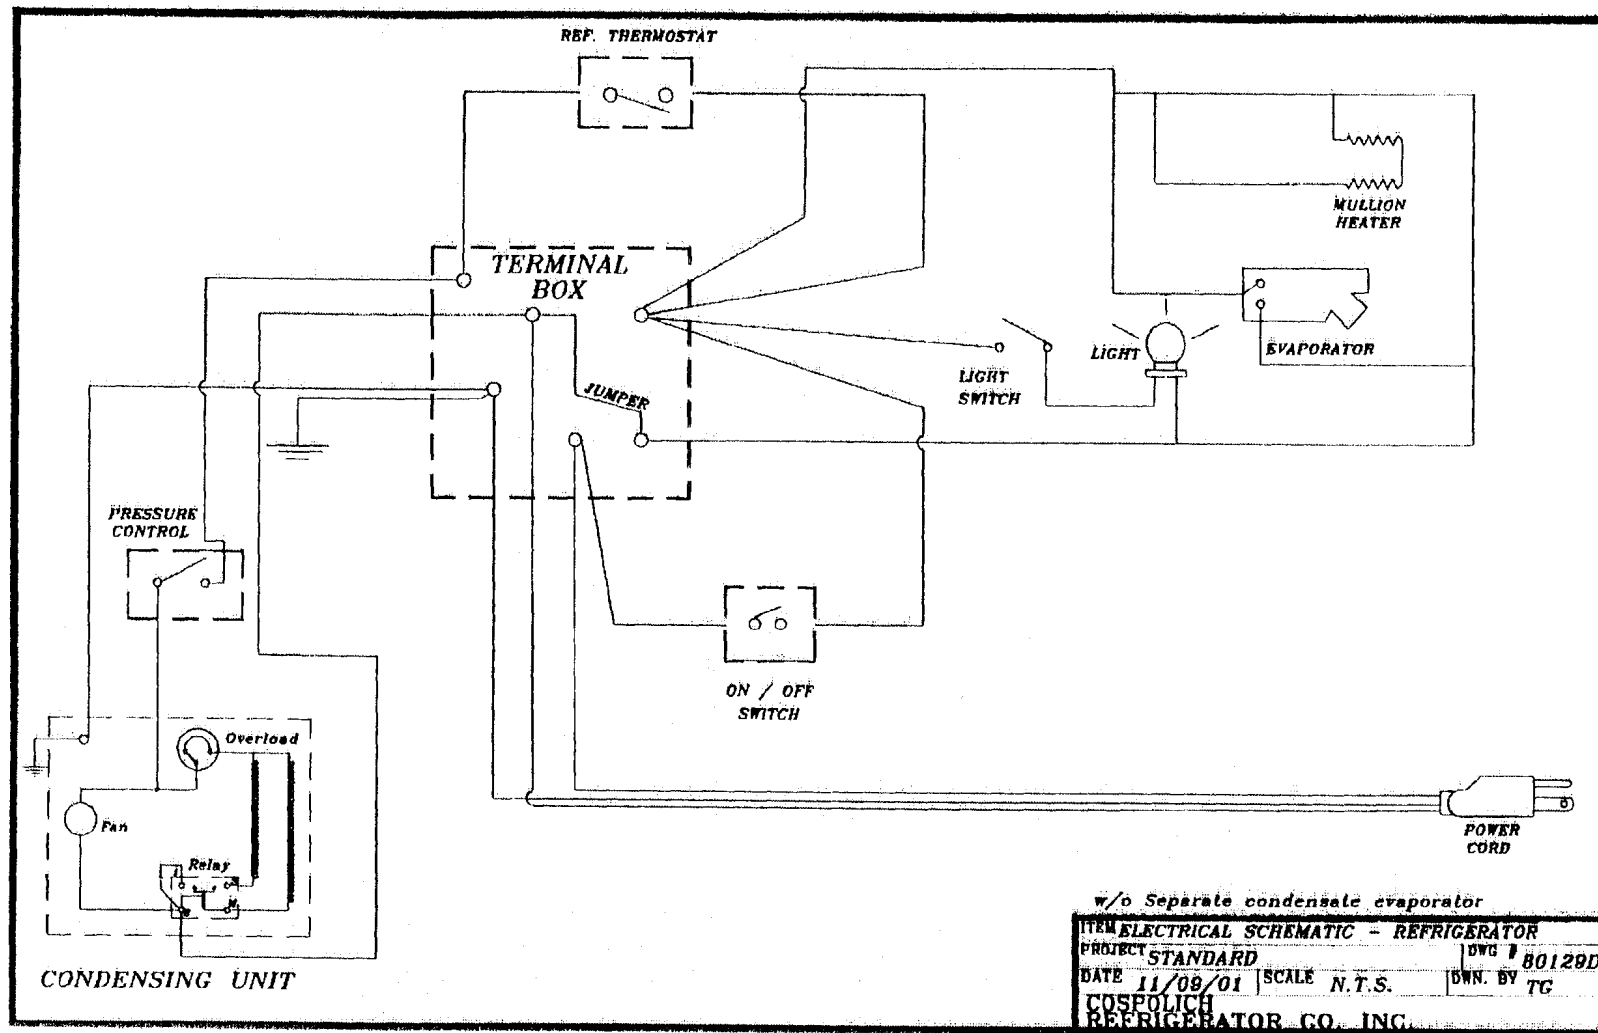 REF. THERMOSTAT
MULLION
HEATER
TERMINAL
BOX
LIGHT
EVAPORATOR
LIGHT
SWITCH
JUMPER
PRESSURE
CONTROL
ON / OFF
SWITCH
Overload
Fan
Relay
POWER
CORD
CONDENSING UNIT
w/o Separate condensate evaporator
ITEM ELECTRICAL SCHEMATIC - REFRIGERATOR
PROJECT STANDARD DWG # 80129D
DATE 11/09/01 SCALE N.T.S. DWN. BY TG
COSPOLICH
REFRIGERATOR CO. INC.